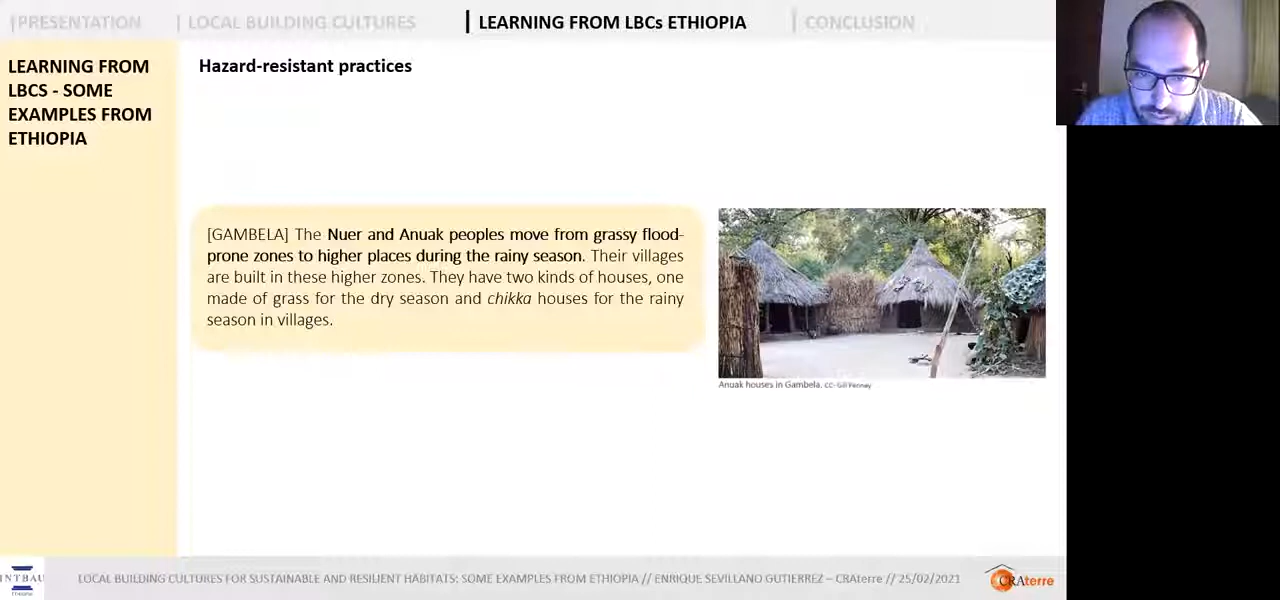 |PRESENTATION | LOCAL BUILDING CULTURES | LEARNING FROM LBCs ETHIOPIA | CONCLUSION
LEARNING FROM
LBCS - SOME
EXAMPLES FROM
ETHIOPIA
Hazard-resistant practices
[GAMBELA] The Nuer and Anuak peoples move from grassy flood-
prone zones to higher places during the rainy season. Their villages
are built in these higher zones. They have two kinds of houses, one
made of grass for the dry season and chikka houses for the rainy
season in villages.
Anuak houses in Gambela. CC- Gill Penney
INTBAU
LOCAL BUILDING CULTURES FOR SUSTAINABLE AND RESILIENT HABITATS: SOME EXAMPLES FROM ETHIOPIA // ENRIQUE SEVILLANO GUTIERREZ – CRAterre // 25/02/2021
CRAterre